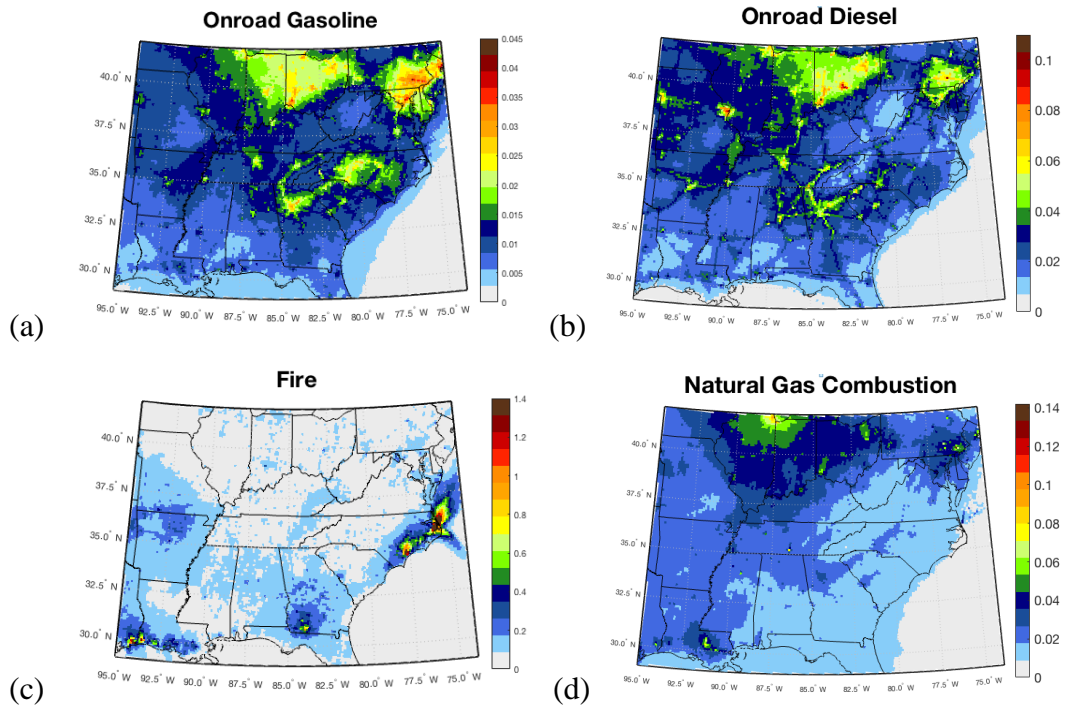 Onroad Gasoline
Onroad Diesel
40.0° N
37.5° N
35.0° N
32.5° N
30.0° N
95.0° W 92.5° W 90.0° W 87.5° W 85.0° W 82.5° W 80.0° W 77.5° W 75.0° W
0.045
0.04
0.035
0.03
0.025
0.02
0.015
0.01
0.005
0
(a)
40.0° N
37.5° N
35.0° N
32.5° N
30.0° N
95.0° W 92.5° W 90.0° W 87.5° W 85.0° W 82.5° W 80.0° W 77.5° W 75.0° W
0.1
0.08
0.06
0.04
0.02
0
(b)
Fire
Natural Gas Combustion
40.0° N
37.5° N
35.0° N
32.5° N
30.0° N
95.0° W 92.5° W 90.0° W 87.5° W 85.0° W 82.5° W 80.0° W 77.5° W 75.0° W
1.4
1.2
1
0.8
0.6
0.4
0.2
0
(c)
40.0° N
37.5° N
35.0° N
32.5° N
30.0° N
95.0° W 92.5° W 90.0° W 87.5° W 85.0° W 82.5° W 80.0° W 77.5° W 75.0° W
0.14
0.12
0.1
0.08
0.06
0.04
0.02
0
(d)